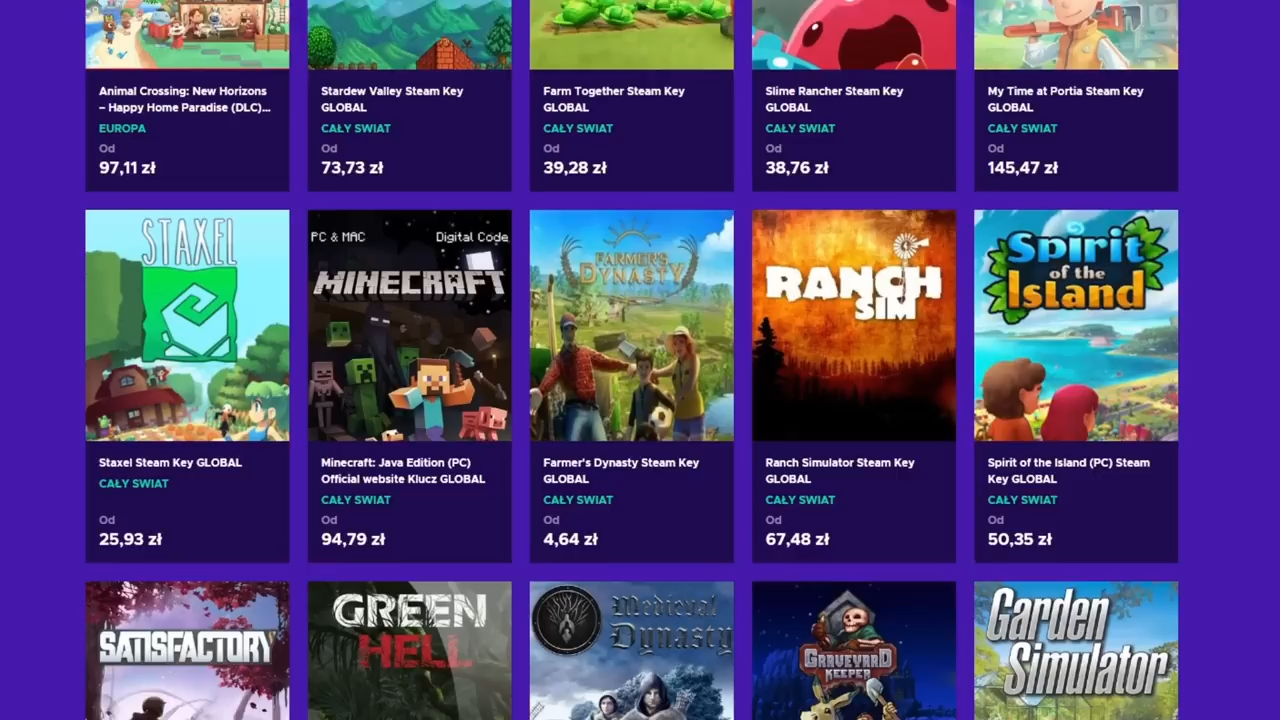 Animal Crossing: New Horizons
– Happy Home Paradise (DLC)...
EUROPA
Od
97,11 zł
Stardew Valley Steam Key
GLOBAL
CAŁY SWIAT
Od
73,73 zł
Farm Together Steam Key
GLOBAL
CAŁY SWIAT
Od
39,28 zł
Slime Rancher Steam Key
GLOBAL
CAŁY SWIAT
Od
38,76 zł
My Time at Portia Steam Key
GLOBAL
CAŁY SWIAT
Od
145,47 zł
STAXEL
Staxel Steam Key GLOBAL
CAŁY SWIAT
Od
25,93 zł
PC & MAC Digital Code
MINECRAFT
Minecraft: Java Edition (PC)
Official website Klucz GLOBAL
CAŁY SWIAT
Od
94,79 zł
FARMER'S
DYNASTY
Farmer's Dynasty Steam Key
GLOBAL
CAŁY SWIAT
Od
4,64 zł
RANCH
SIM
Ranch Simulator Steam Key
GLOBAL
CAŁY SWIAT
Od
67,48 zł
Spirit
of the
Island
Spirit of the Island (PC) Steam
Key GLOBAL
CAŁY SWIAT
Od
50,35 zł
SATISFACTORY
GREEN
HELL
Medieval
Dynasty
GRAVEYARD
KEEPER
Garden
Simulator